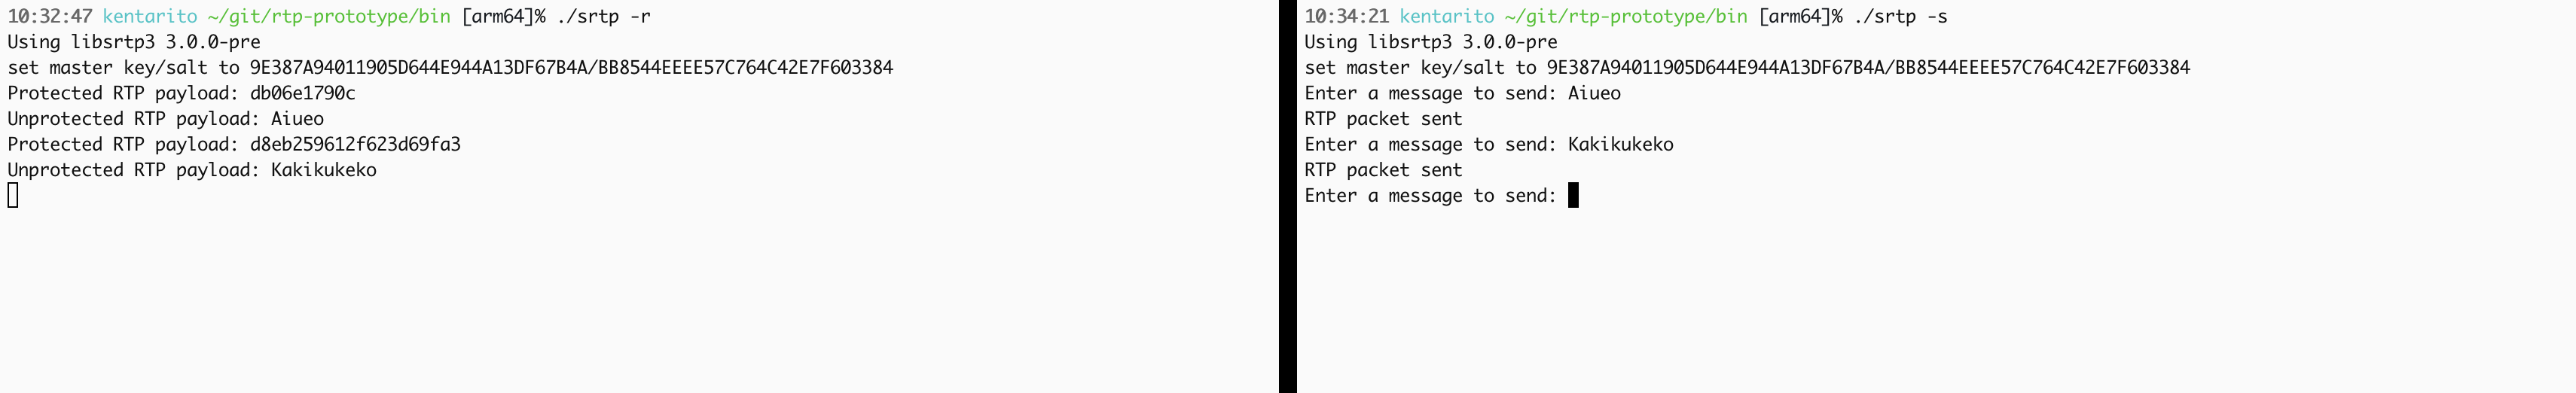 10:32:47 kentarito ~/git/rtp-prototype/bin [arm64]% ./srtp -r
Using libsrtp3 3.0.0-pre
set master key/salt to 9E387A94011905D644E944A13DF67B4A/BB8544EEEE57C764C42E7F603384
Protected RTP payload: db06e1790c
Unprotected RTP payload: Aiueo
Protected RTP payload: d8eb259612f623d69fa3
Unprotected RTP payload: Kakikukeko
10:34:21 kentarito ~/git/rtp-prototype/bin [arm64]% ./srtp -s
Using libsrtp3 3.0.0-pre
set master key/salt to 9E387A94011905D644E944A13DF67B4A/BB8544EEEE57C764C42E7F603384
Enter a message to send: Aiueo
RTP packet sent
Enter a message to send: Kakikukeko
RTP packet sent
Enter a message to send: